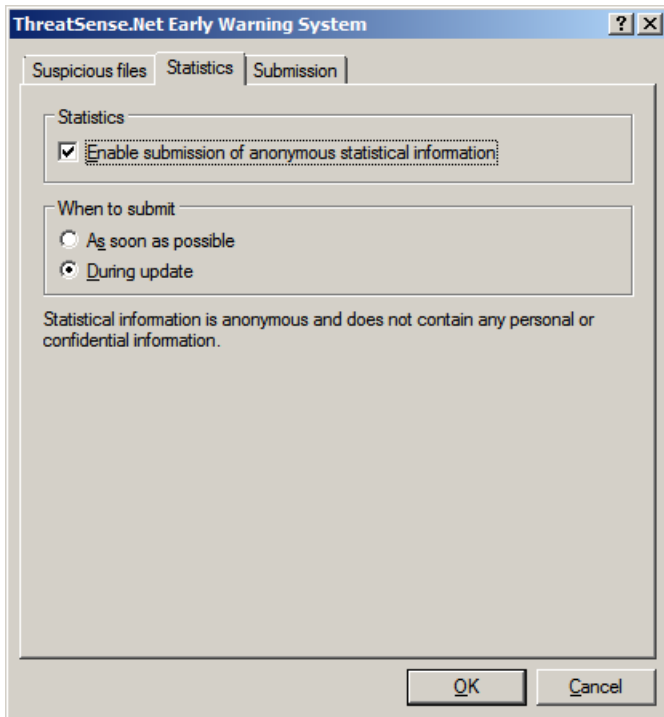 ThreatSense.Net Early Warning System
? X
Suspicious files Statistics Submission
Statistics
Enable submission of anonymous statistical information
When to submit
As soon as possible
During update
Statistical information is anonymous and does not contain any personal or
confidential information.
OK Cancel